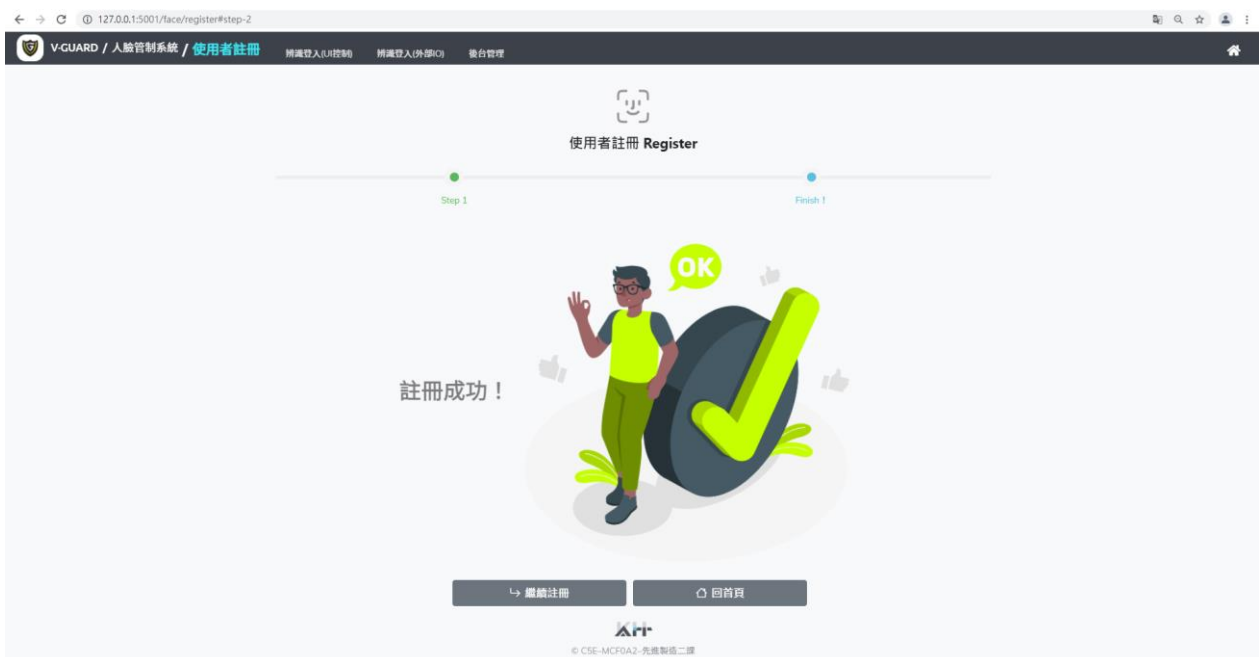 127.0.0.1:5001/face/register#step-2
V-GUARD / 人臉管制系統 / 使用者註冊 辨識登入(UI控制) 辨識登入(外部IO) 後台管理
使用者註冊 Register
Step 1 Finish !
OK
註冊成功！
繼續註冊 回首頁
KH
© CSE-MCF0A2-先進製造二課